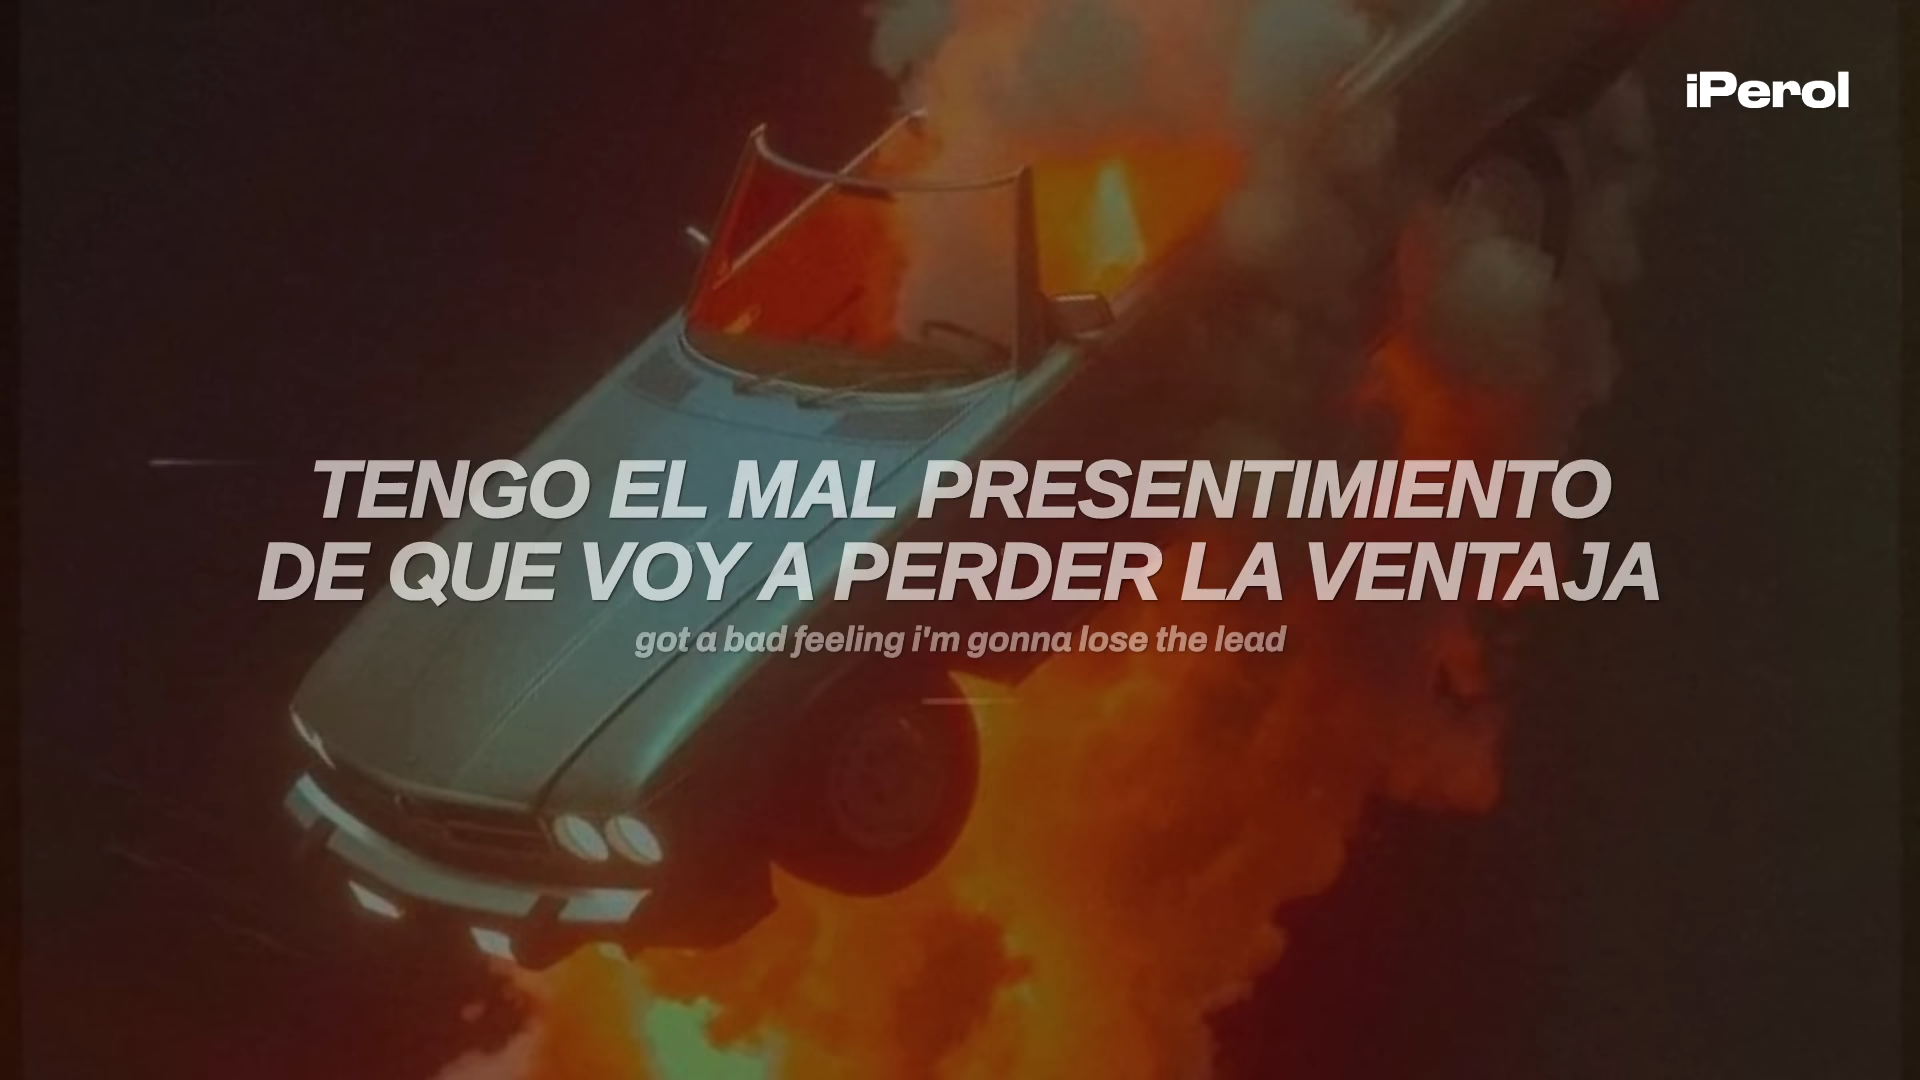 iPerol
TENGO EL MAL PRESENTIMIENTO
DE QUE VOY A PERDER LA VENTAJA
got a bad feeling i'm gonna lose the lead